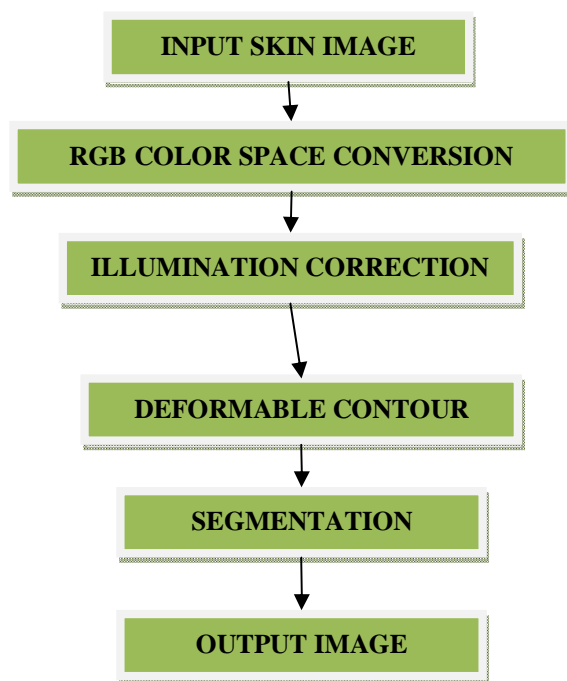 INPUT SKIN IMAGE
RGB COLOR SPACE CONVERSION
ILLUMINATION CORRECTION
DEFORMABLE CONTOUR
SEGMENTATION
OUTPUT IMAGE